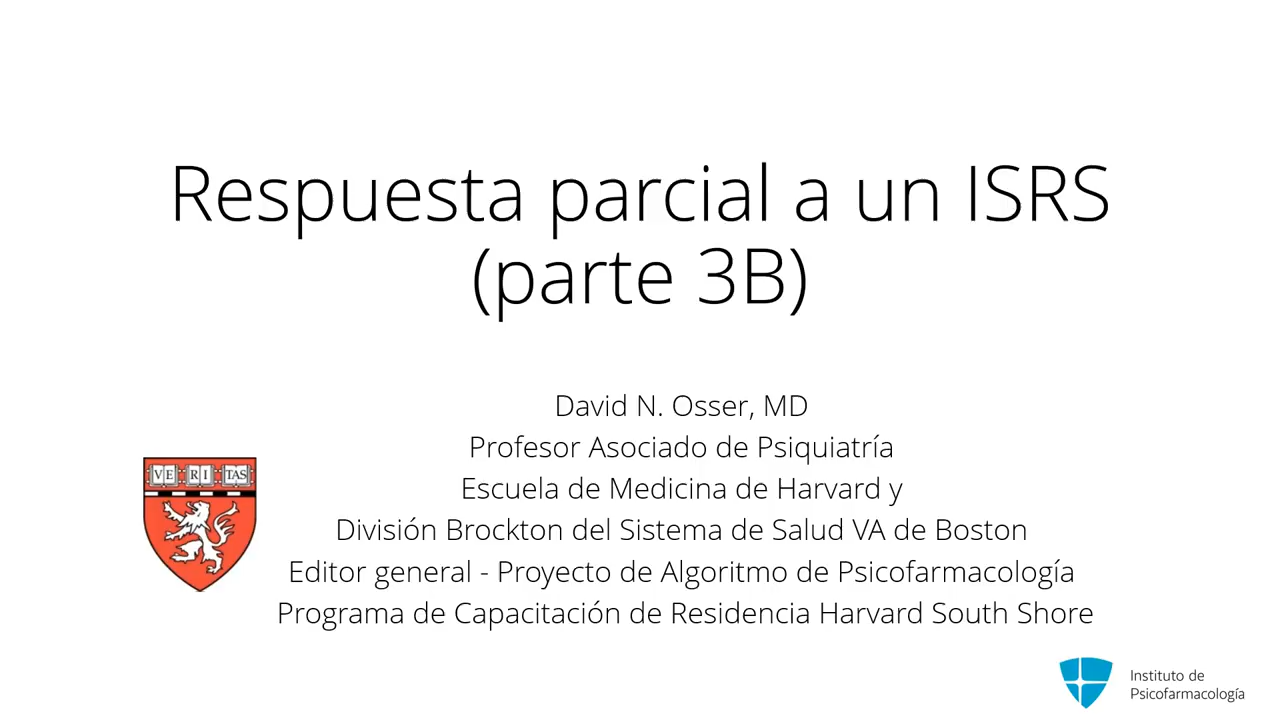 Respuesta parcial a un ISRS
(parte 3B)
David N. Osser, MD
Profesor Asociado de Psiquiatría
Escuela de Medicina de Harvard y
División Brockton del Sistema de Salud VA de Boston
Editor general - Proyecto de Algoritmo de Psicofarmacología
Programa de Capacitación de Residencia Harvard South Shore
VE RI TAS
Instituto de
Psicofarmacología